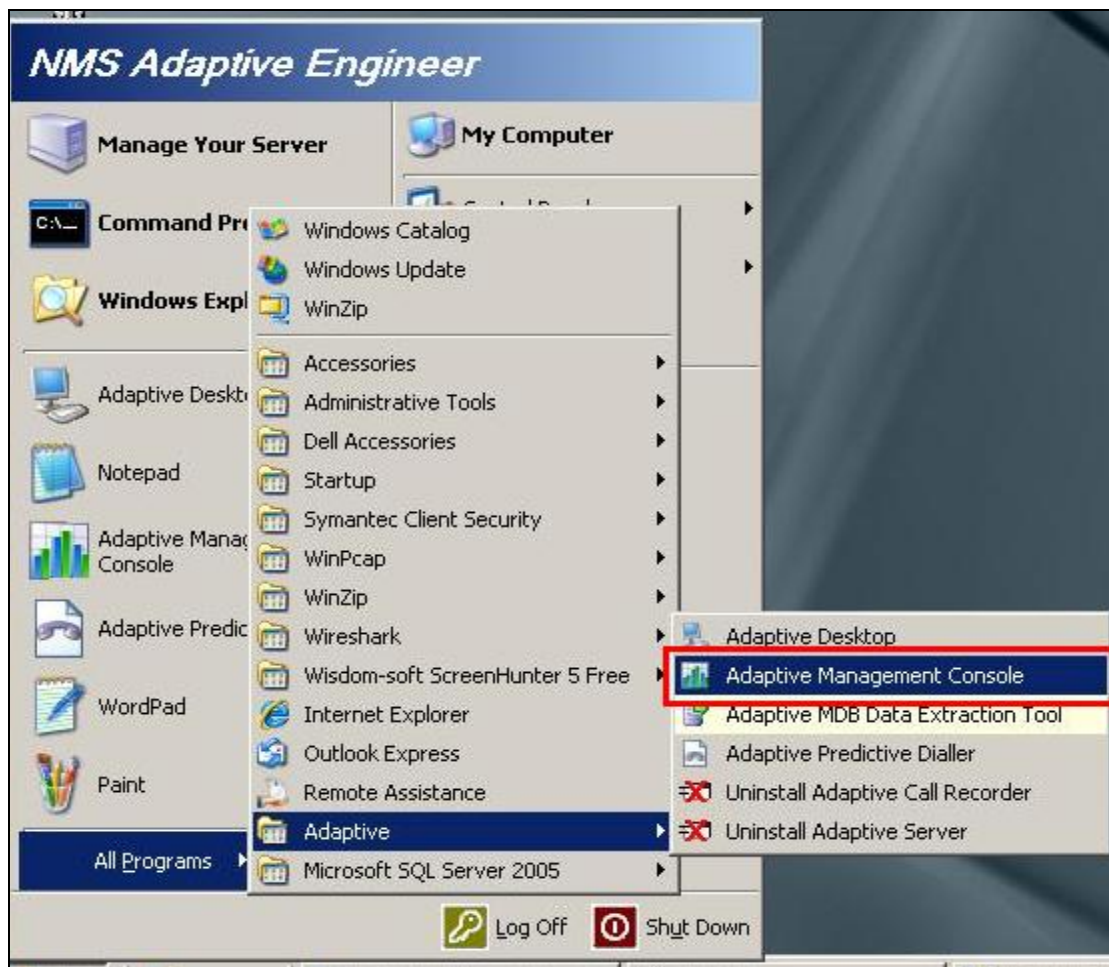 NMS Adaptive Engineer
Manage Your Server
Command Pro
Windows Expl
Adaptive Deskt
Notepad
Adaptive Manag
Console
Adaptive Predic
WordPad
Paint
All Programs
My Computer
Windows Catalog
Windows Update
WinZip
Accessories
Administrative Tools
Dell Accessories
Startup
Symantec Client Security
WinPcap
WinZip
Wireshark
Wisdom-soft ScreenHunter 5 Free
Internet Explorer
Outlook Express
Remote Assistance
Adaptive
Microsoft SQL Server 2005
Adaptive Desktop
Adaptive Management Console
Adaptive MDB Data Extraction Tool
Adaptive Predictive Dialler
Uninstall Adaptive Call Recorder
Uninstall Adaptive Server
Log Off
Shut Down